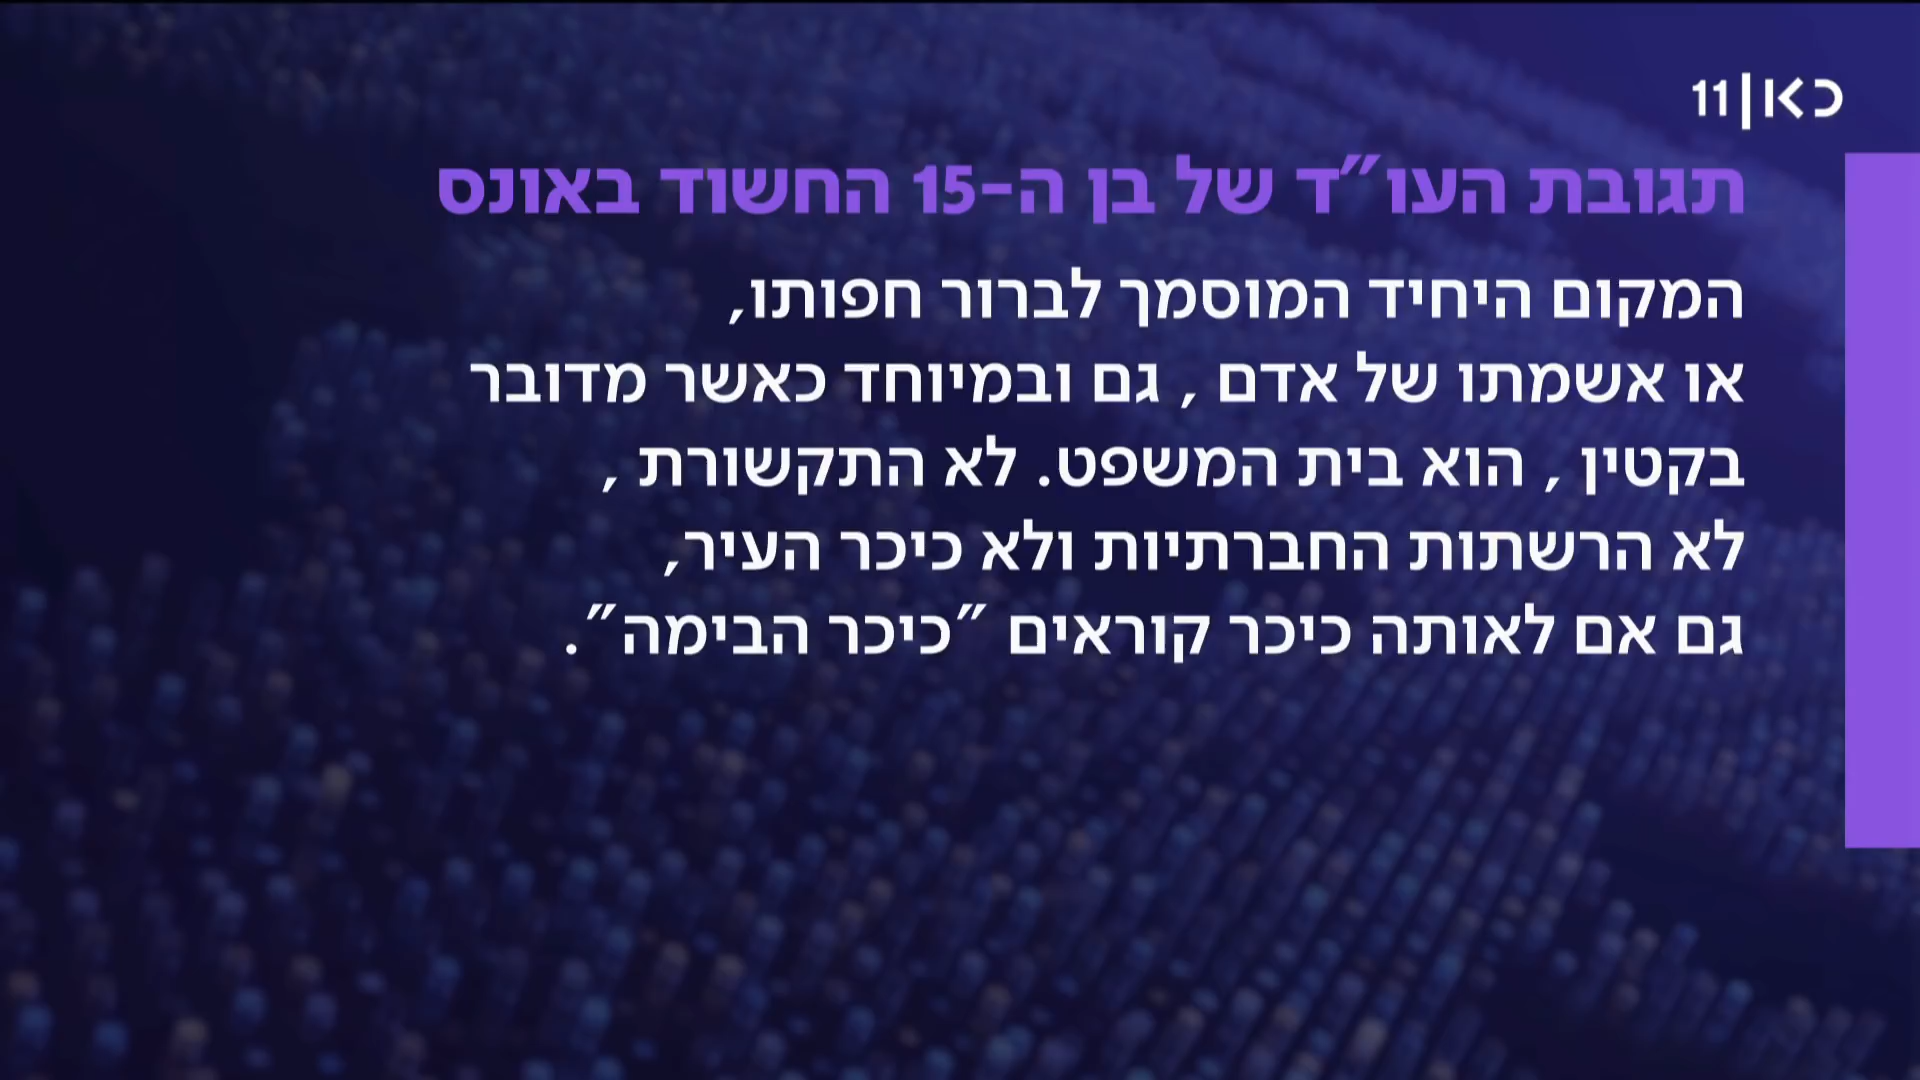 כאן|11
תגובת העו״ד של בן ה-15 החשוד באונס
המקום היחיד המוסמך לברור חפותו,
או אשמתו של אדם , גם ובמיוחד כאשר מדובר
בקטין , הוא בית המשפט. לא התקשורת ,
לא הרשתות החברתיות ולא כיכר העיר,
גם אם לאותה כיכר קוראים ״כיכר הבימה״.